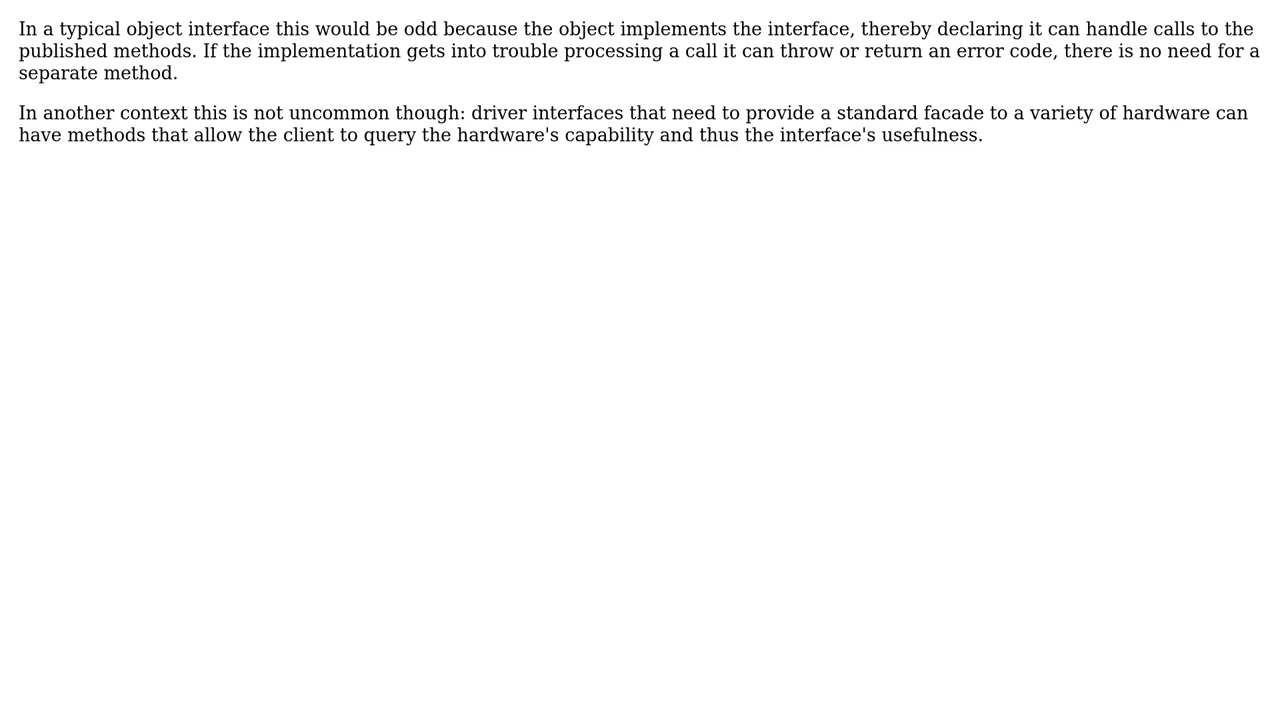 In a typical object interface this would be odd because the object implements the interface, thereby declaring it can handle calls to the
published methods. If the implementation gets into trouble processing a call it can throw or return an error code, there is no need for a
separate method.
In another context this is not uncommon though: driver interfaces that need to provide a standard facade to a variety of hardware can
have methods that allow the client to query the hardware's capability and thus the interface's usefulness.